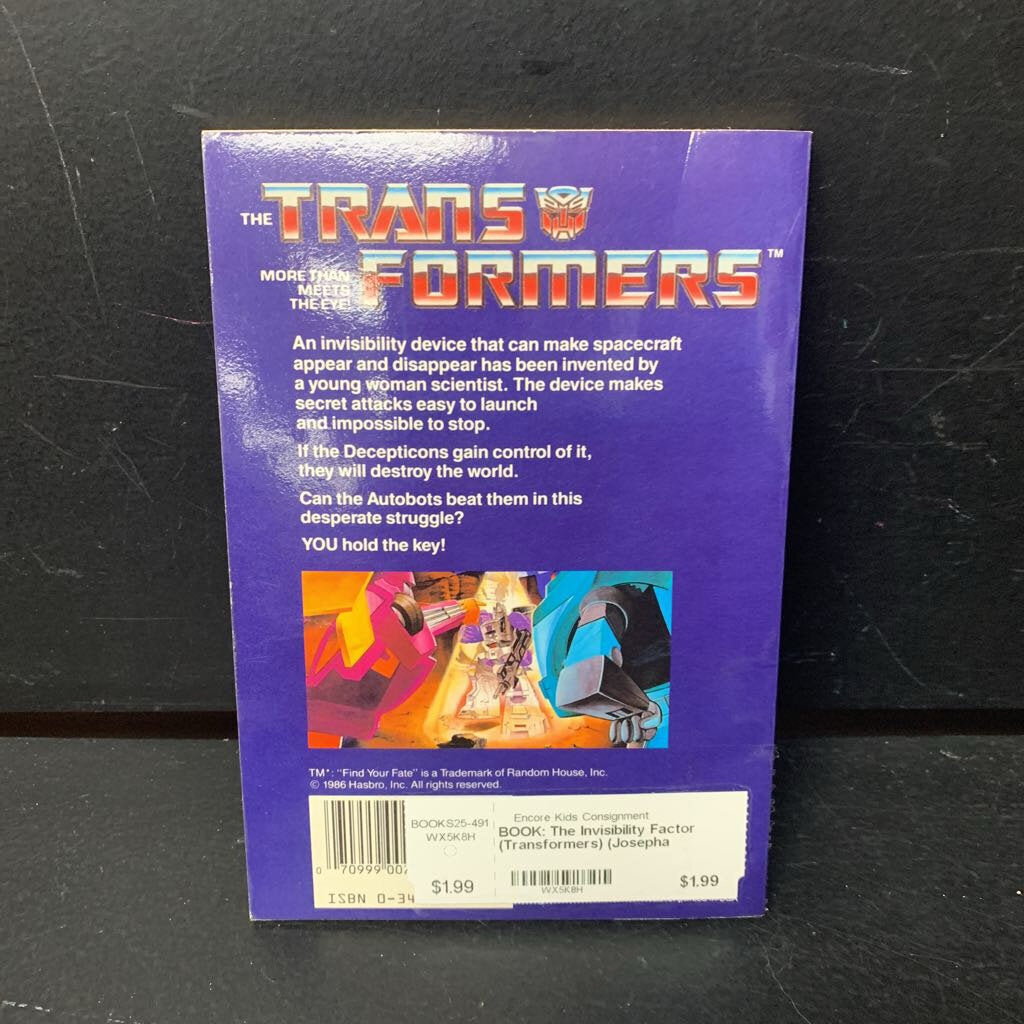 THE TRANS
FORMERS™
MORE THAN
MEETS
THE EYE!
An invisibility device that can make spacecraft
appear and disappear has been invented by
a young woman scientist. The device makes
secret attacks easy to launch
and impossible to stop.
If the Decepticons gain control of it,
they will destroy the world.
Can the Autobots beat them in this
desperate struggle?
YOU hold the key!
TM*: "Find Your Fate" is a Trademark of Random House, Inc.
© 1986 Hasbro, Inc. All rights reserved.
BOOKS25-491
WX5K8H
$1.99
Encore Kids Consignment
BOOK: The Invisibility Factor
(Transformers) (Josepha
WX5K8H
$1.99
0 70999 00
ISBN 0-34